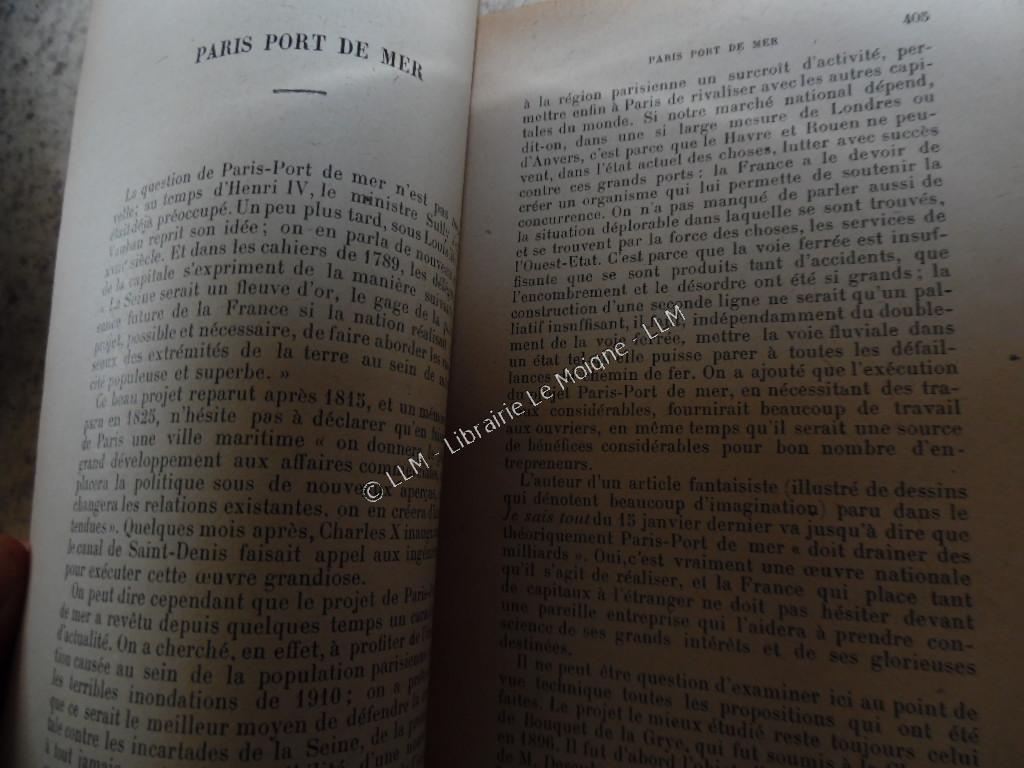 PARIS PORT DE MER
La question de Paris-Port de mer n'est pas
velle; au temps d'Henri IV, le ministre Sully
était déjà préoccupé. Un peu plus tard, sous Louis
Vauban reprit son idée; on en parla de nouveau
XVIIIe siècle. Et dans les cahiers de 1789, les
de la capitale s'expriment de la manière
« La Seine serait un fleuve d'or, le gage de la
sance future de la France si la nation
projet, possible et nécessaire, de faire aborder les
seaux des extrémités de la terre au sein de
cité populeuse et superbe. »
Ce beau projet reparut après 1815, et un
paru en 1825, n'hésite pas à déclarer qu'en
de Paris une ville maritime « on donnera
grand développement aux affaires
placera la politique sous de nouveaux aperçus,
changera les relations existantes, on en créera
tendues ». Quelques mois après, Charles X
le canal de Saint-Denis faisait appel aux
pour exécuter cette œuvre grandiose.
On peut dire cependant que le projet de
de mer a revêtu depuis quelques temps un
d'actualité. On a cherché, en effet, à profiter de
tion causée au sein de la population parisienne
les terribles inondations de 1910; on a
que ce serait le meilleur moyen de défendre la
tale contre les incartades de la Seine, de la
à tout jamais
PARIS PORT DE MER 405
à la région parisienne un surcroît d'activité, per-
mettre enfin à Paris de rivaliser avec les autres capi-
tales du monde. Si notre marché national dépend,
dit-on, dans une si large mesure de Londres ou
d'Anvers, c'est parce que le Havre et Rouen ne peu-
vent, dans l'état actuel des choses, lutter avec succès
contre ces grands ports : la France a le devoir de
créer un organisme qui lui permette de soutenir la
concurrence. On n'a pas manqué de parler aussi de
la situation déplorable dans laquelle se sont trouvés,
et se trouvent par la force des choses, les services de
l'Ouest-Etat. C'est parce que la voie ferrée est insuf-
fisante que se sont produits tant d'accidents, que
l'encombrement et le désordre ont été si grands; la
construction d'une seconde ligne ne serait qu'un pal-
liatif insuffisant, indépendamment du double-
ment de la voie ferrée, mettre la voie fluviale dans
un état puisse parer à toutes les défail-
lances chemin de fer. On a ajouté que l'exécution
du projet Paris-Port de mer, en nécessitant des tra-
vaux considérables, fournirait beaucoup de travail
aux ouvriers, en même temps qu'il serait une source
de bénéfices considérables pour bon nombre d'en-
trepreneurs.
L'auteur d'un article fantaisiste (illustré de dessins
qui dénotent beaucoup d'imagination) paru dans le
Je sais tout du 15 janvier dernier va jusqu'à dire que
théoriquement Paris-Port de mer « doit drainer des
milliards ». Oui, c'est vraiment une œuvre nationale
qu'il s'agit de réaliser, et la France qui place tant
de capitaux à l'étranger ne doit pas hésiter devant
une pareille entreprise qui l'aidera à prendre con-
science de ses grands intérêts et de ses glorieuses
destinées.
Il ne peut être question d'examiner ici au point de
vue technique toutes les propositions qui ont été
faites. Le projet le mieux étudié reste toujours celui
de Bouquet de la Grye, qui fut soumis à la
en 1896. Il fut d'abord
© LLM - Librairie Le Moigne - LLM